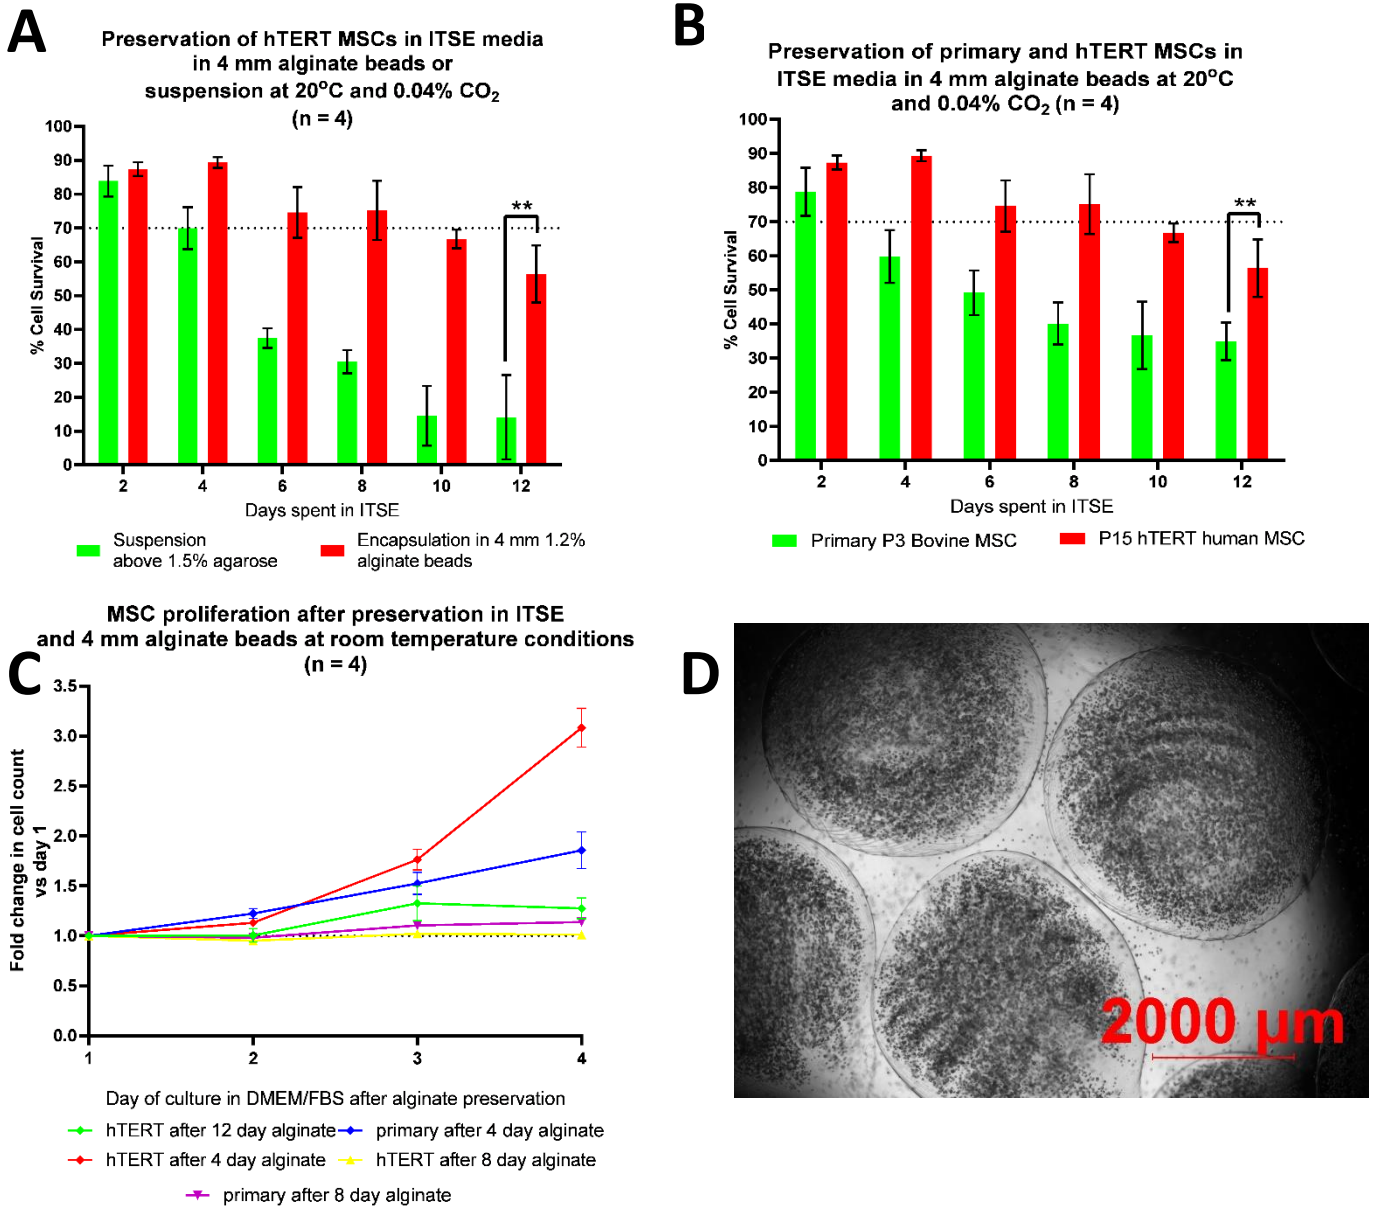 A
Preservation of hTERT MSCs in ITSE media
in 4 mm alginate beads or
suspension at 20°C and 0.04% CO₂
(n = 4)
100
90
80
70
60
50
40
30
20
10
0
% Cell Survival
**
2 4 6 8 10 12
Days spent in ITSE
Suspension
above 1.5% agarose
Encapsulation in 4 mm 1.2%
alginate beads
B
Preservation of primary and hTERT MSCs in
ITSE media in 4 mm alginate beads at 20°C
and 0.04% CO₂ (n = 4)
100
90
80
70
60
50
40
30
20
10
0
% Cell Survival
**
2 4 6 8 10 12
Days spent in ITSE
Primary P3 Bovine MSC
P15 hTERT human MSC
C
MSC proliferation after preservation in ITSE
and 4 mm alginate beads at room temperature conditions
(n = 4)
3.5
3.0
2.5
2.0
1.5
1.0
0.5
0.0
Fold change in cell count
vs day 1
1 2 3 4
Day of culture in DMEM/FBS after alginate preservation
hTERT after 12 day alginate
primary after 4 day alginate
hTERT after 4 day alginate
hTERT after 8 day alginate
primary after 8 day alginate
D
2000 µm